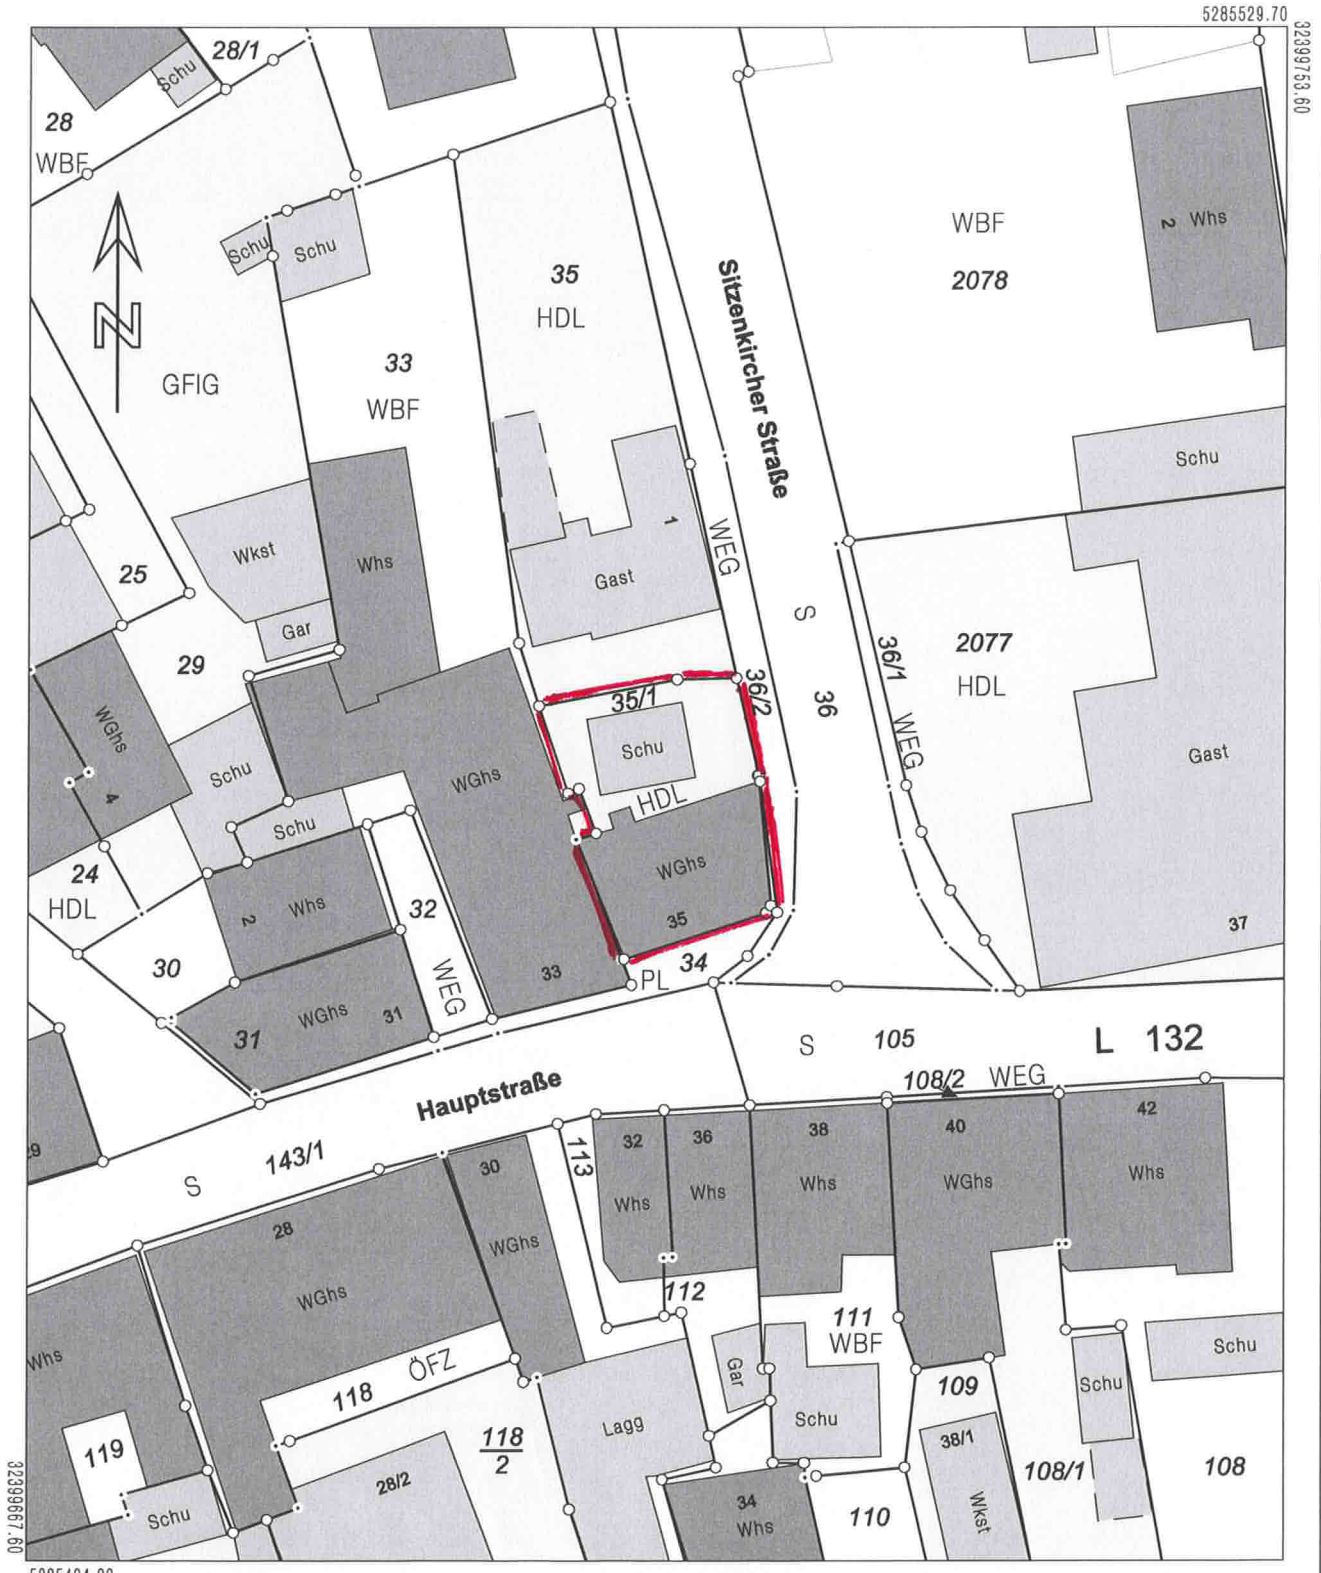 5285529.70
32399753.60
28/1
Schu
28
WBF
2
Whs
WBF
2078
Schu
Schu
35
HDL
Sitzenkircher Straße
N
33
WBF
GFIG
Schu
1
WEG
Wkst
Whs
Gast
25
S
Gar
29
36/1
2077
HDL
35/1
36/2
36
WGhs
4
Schu
WGhs
Schu
WEG
Gast
HDL
Schu
24
HDL
WGhs
2
Whs
32
35
37
30
WEG
33
PL
34
31
WGhs
31
S
105
L 132
108/2
WEG
Hauptstraße
29
143/1
S
113
32
36
38
40
42
30
Whs
Whs
Whs
WGhs
Whs
28
WGhs
WGhs
112
111
WBF
Whs
ÖFZ
118
Gar
109
Schu
Schu
118
2
Lagg
Schu
38/1
119
28/2
108/1
108
Schu
34
Whs
110
Wkst
32399667.60